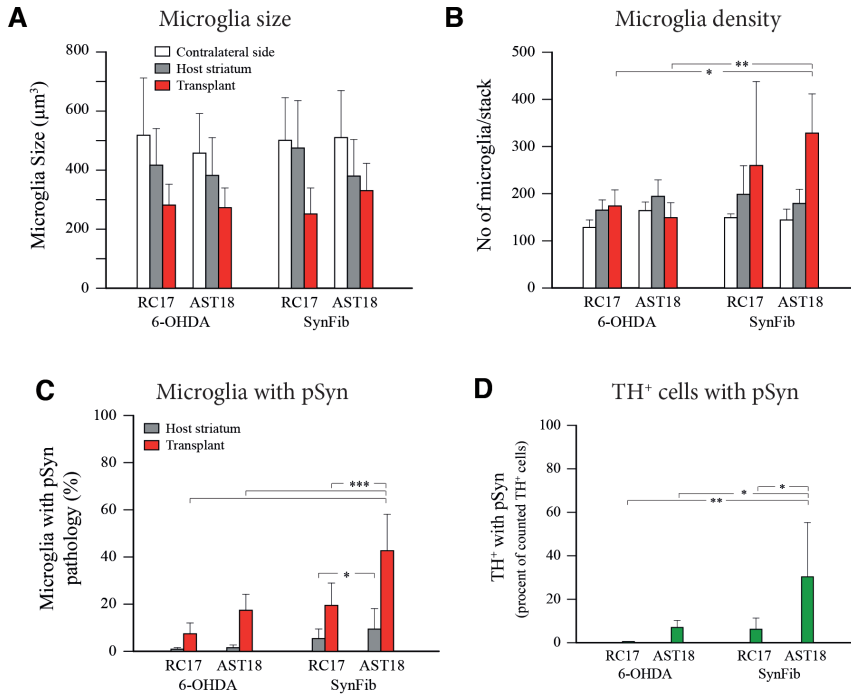 A
Microglia size
Microglia Size (µm³)
800
600
400
200
0
Contralateral side
Host striatum
Transplant
RC17 AST18 RC17 AST18
6-OHDA SynFib
B
Microglia density
No of microglia/stack
500
400
300
200
100
0
**
*
RC17 AST18 RC17 AST18
6-OHDA SynFib
C
Microglia with pSyn
Microglia with pSyn
pathology (%)
100
80
60
40
20
0
Host striatum
Transplant
***
*
RC17 AST18 RC17 AST18
6-OHDA SynFib
D
TH⁺ cells with pSyn
TH⁺ with pSyn
(procent of counted TH⁺ cells)
100
80
60
40
20
0
*
*
**
RC17 AST18 RC17 AST18
6-OHDA SynFib